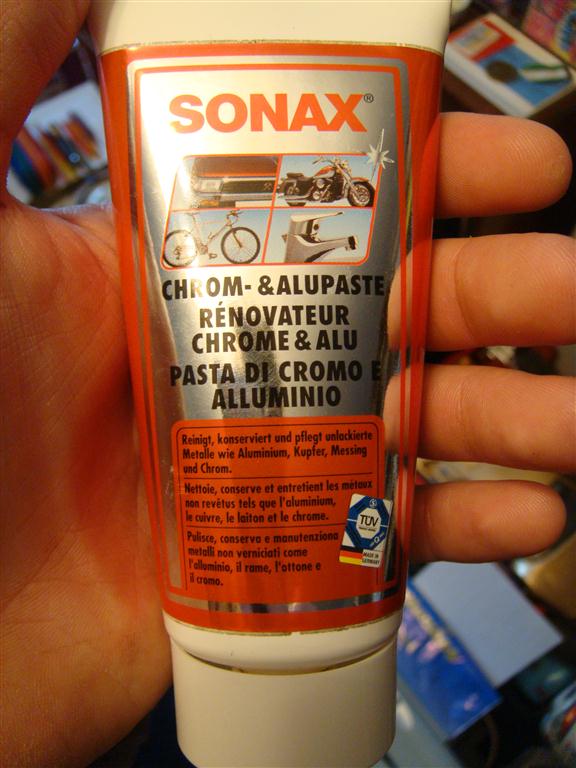 SONAX®
CHROM- & ALUPASTE
RÉNOVATEUR
CHROME & ALU
PASTA DI CROMO E
ALLUMINIO
Reinigt, konserviert und pflegt unlackierte
Metalle wie Aluminium, Kupfer, Messing
und Chrom.
Nettoie, conserve et entretient les métaux
non revêtus tels que l'aluminium,
le cuivre, le laiton et le chrome.
Pulisce, conserva e manutenziona
metalli non verniciati come
l'alluminio, il rame, l'ottone e
il cromo.
TÜV
MADE IN
GERMANY